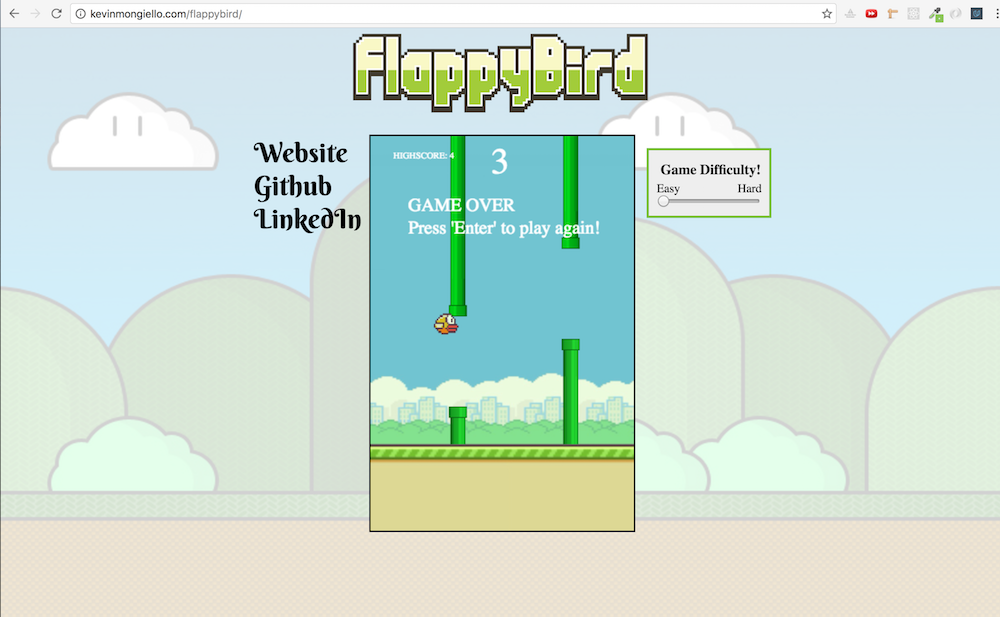 kevinmongiello.com/flappybird/
FlappyBird
Website
Github
LinkedIn
HIGHSCORE: 4
3
GAME OVER
Press 'Enter' to play again!
Game Difficulty!
Easy Hard